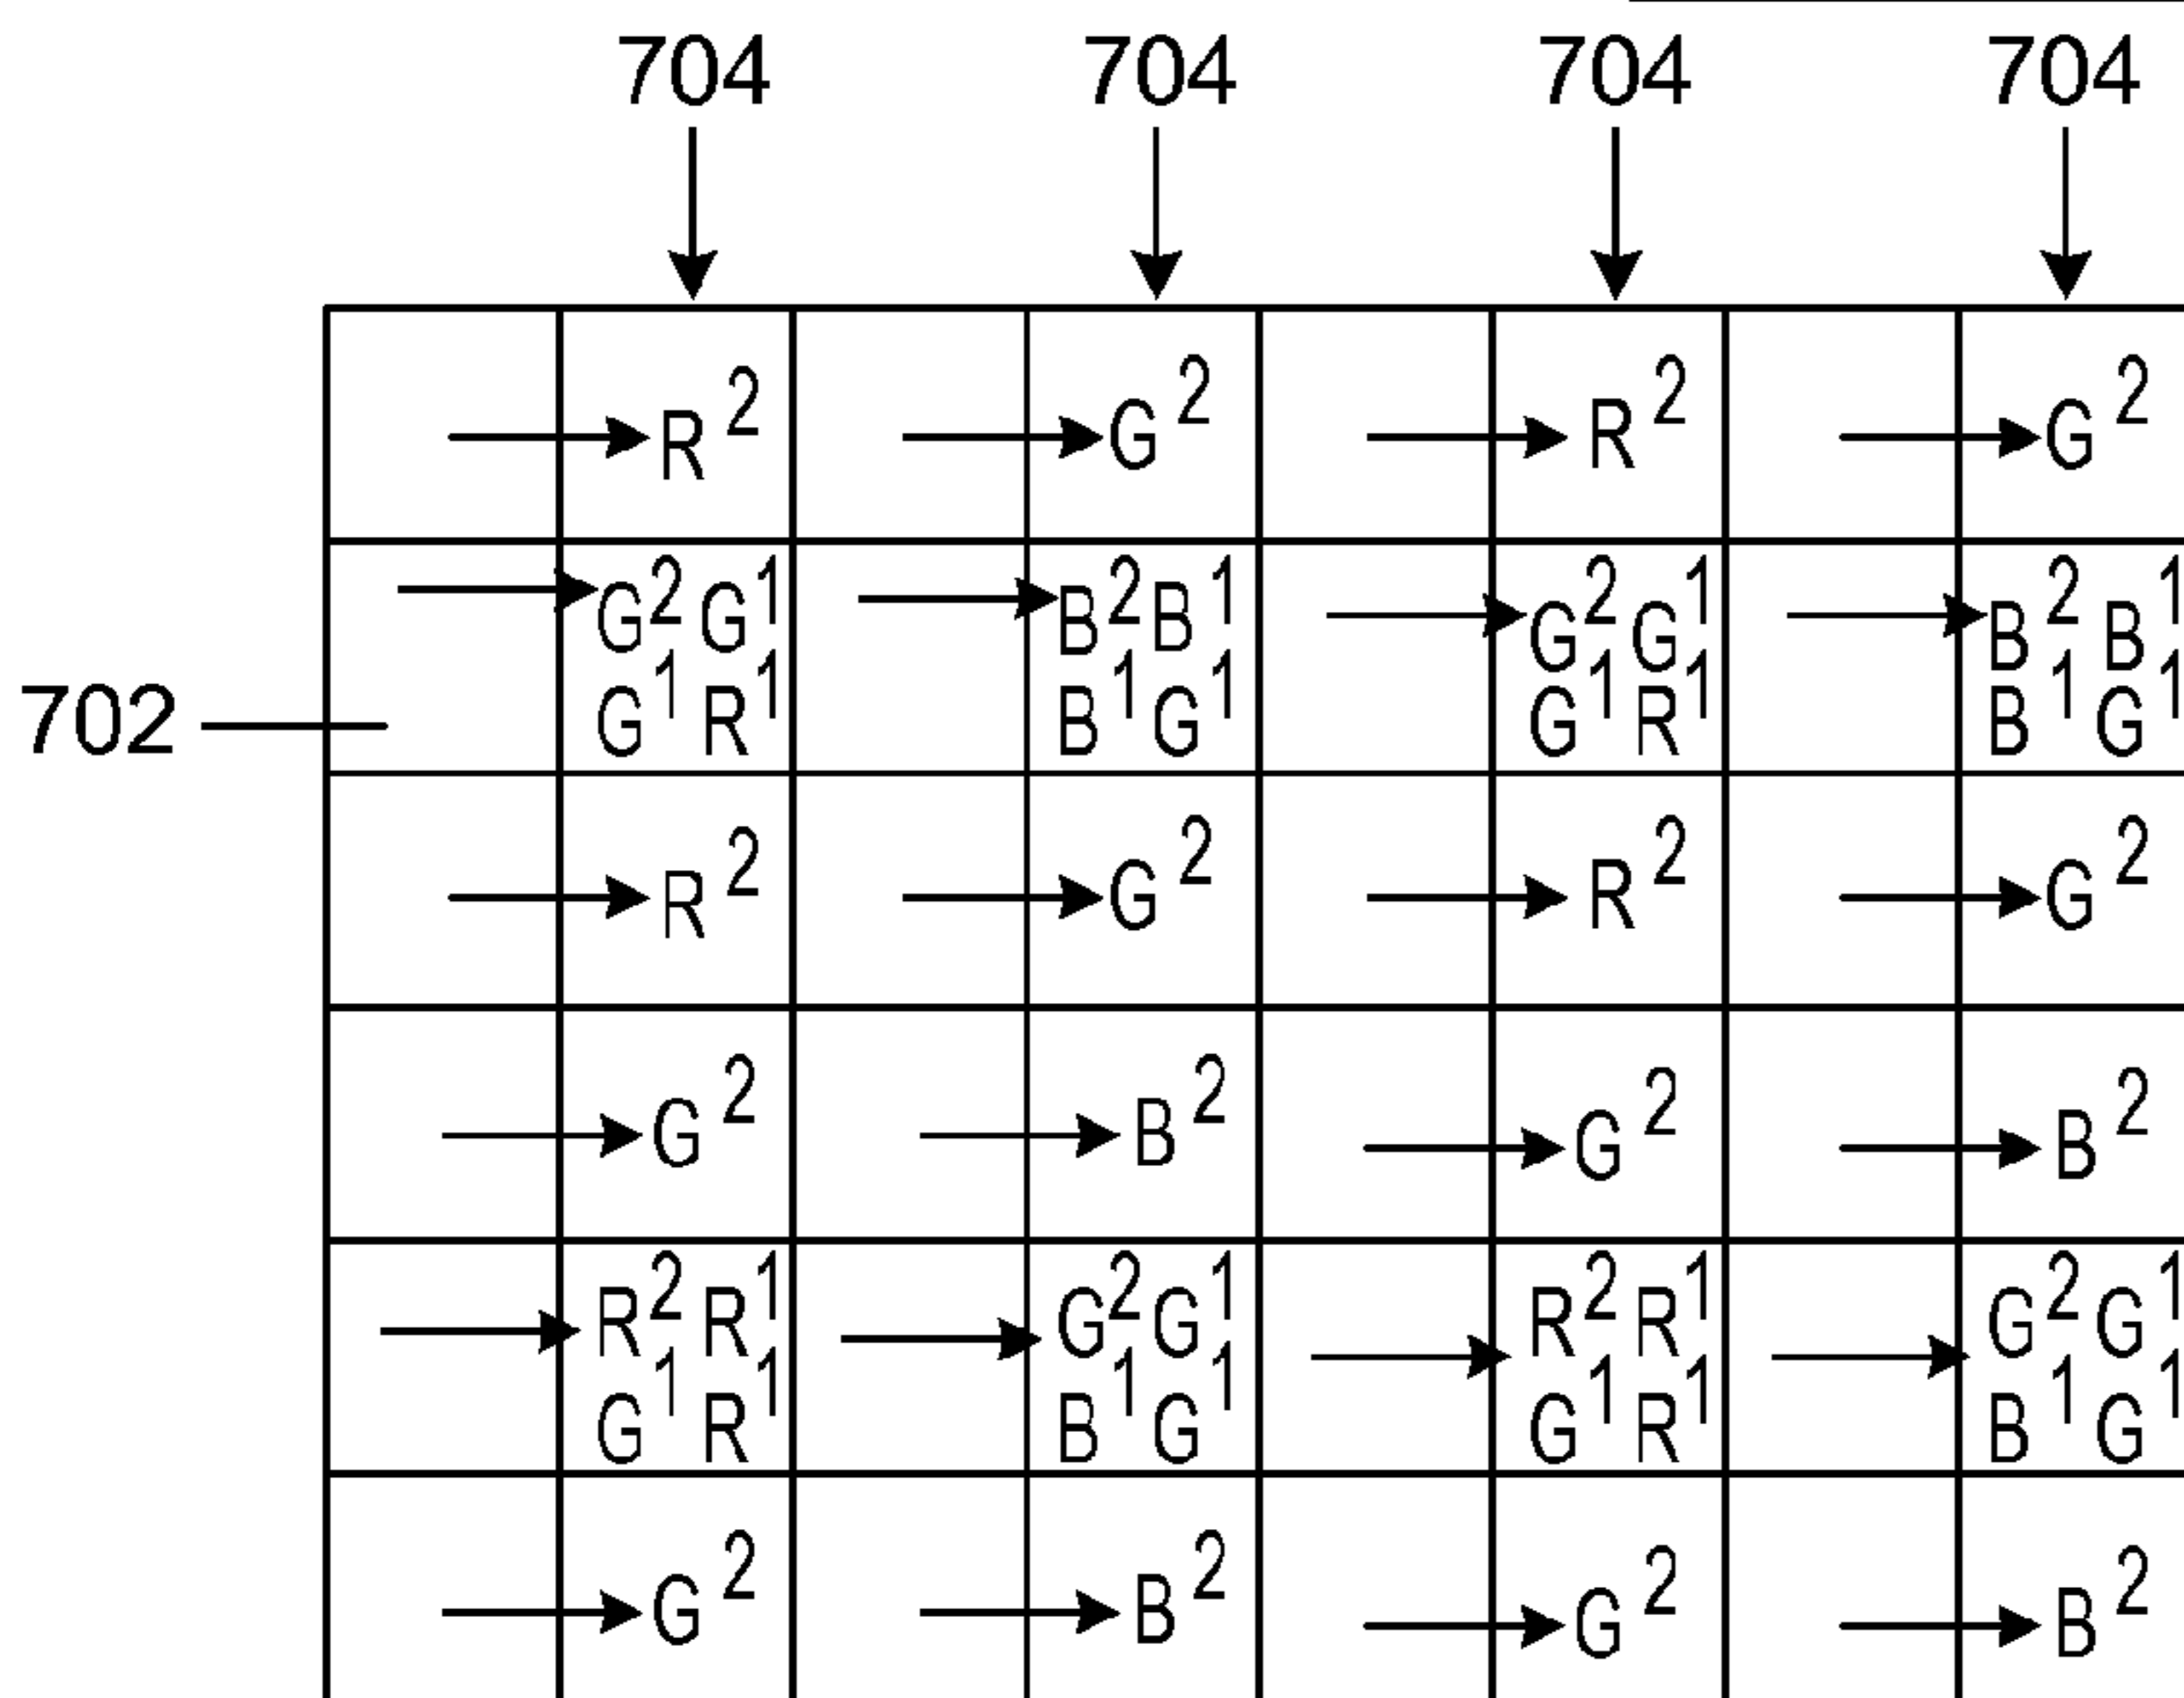 704 704 704 704
R² G² R² G²
G²G¹ B²B¹ G²G¹ B²B¹
G¹R¹ B¹G¹ G¹R¹ B¹G¹
702
R² G² R² G²
G² B² G² B²
R²R¹ G²G¹ R²R¹ G²G¹
G¹R¹ B¹G¹ G¹R¹ B¹G¹
G² B² G² B²